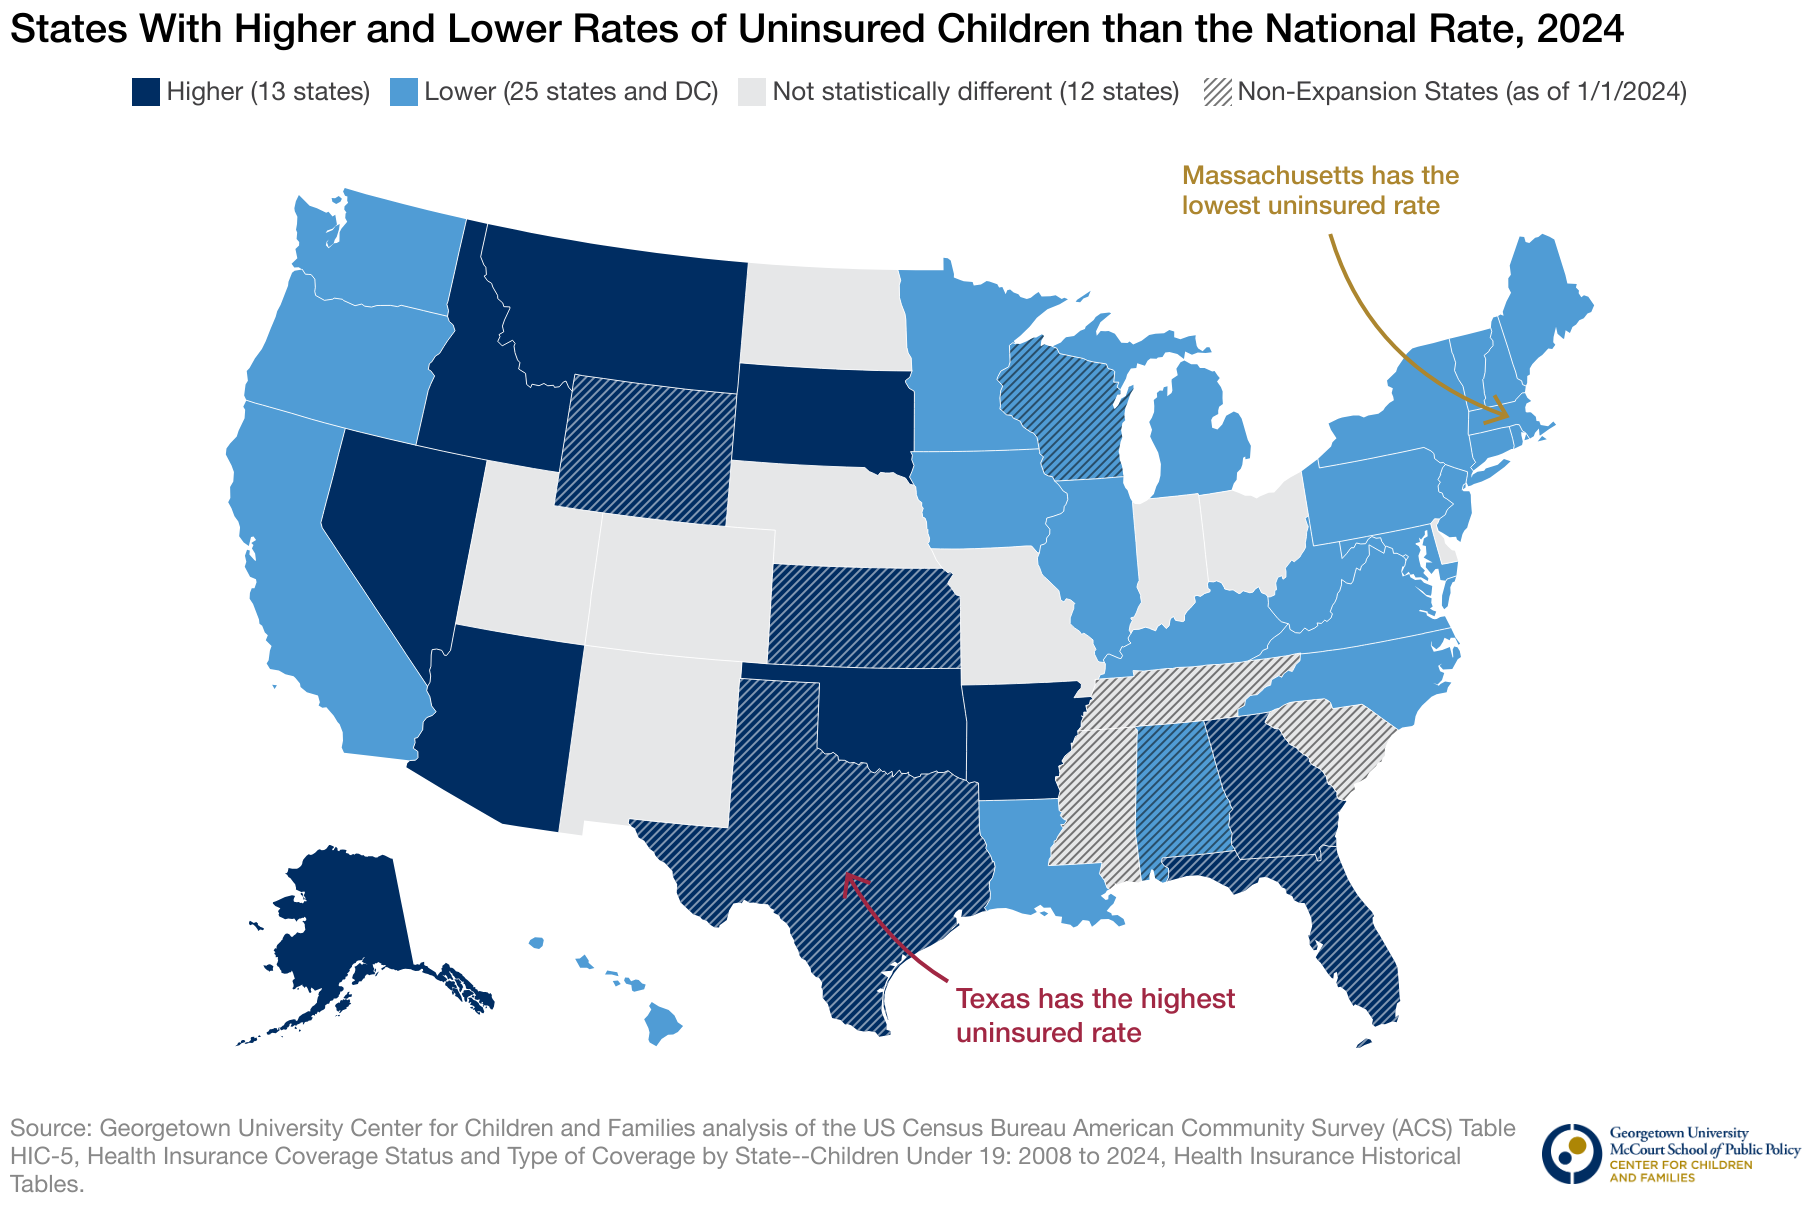 States With Higher and Lower Rates of Uninsured Children than the National Rate, 2024
Higher (13 states) Lower (25 states and DC) Not statistically different (12 states) Non-Expansion States (as of 1/1/2024)
Massachusetts has the
lowest uninsured rate
Texas has the highest
uninsured rate
Source: Georgetown University Center for Children and Families analysis of the US Census Bureau American Community Survey (ACS) Table
HIC-5, Health Insurance Coverage Status and Type of Coverage by State--Children Under 19: 2008 to 2024, Health Insurance Historical
Tables.
Georgetown University
McCourt School of Public Policy
CENTER FOR CHILDREN
AND FAMILIES